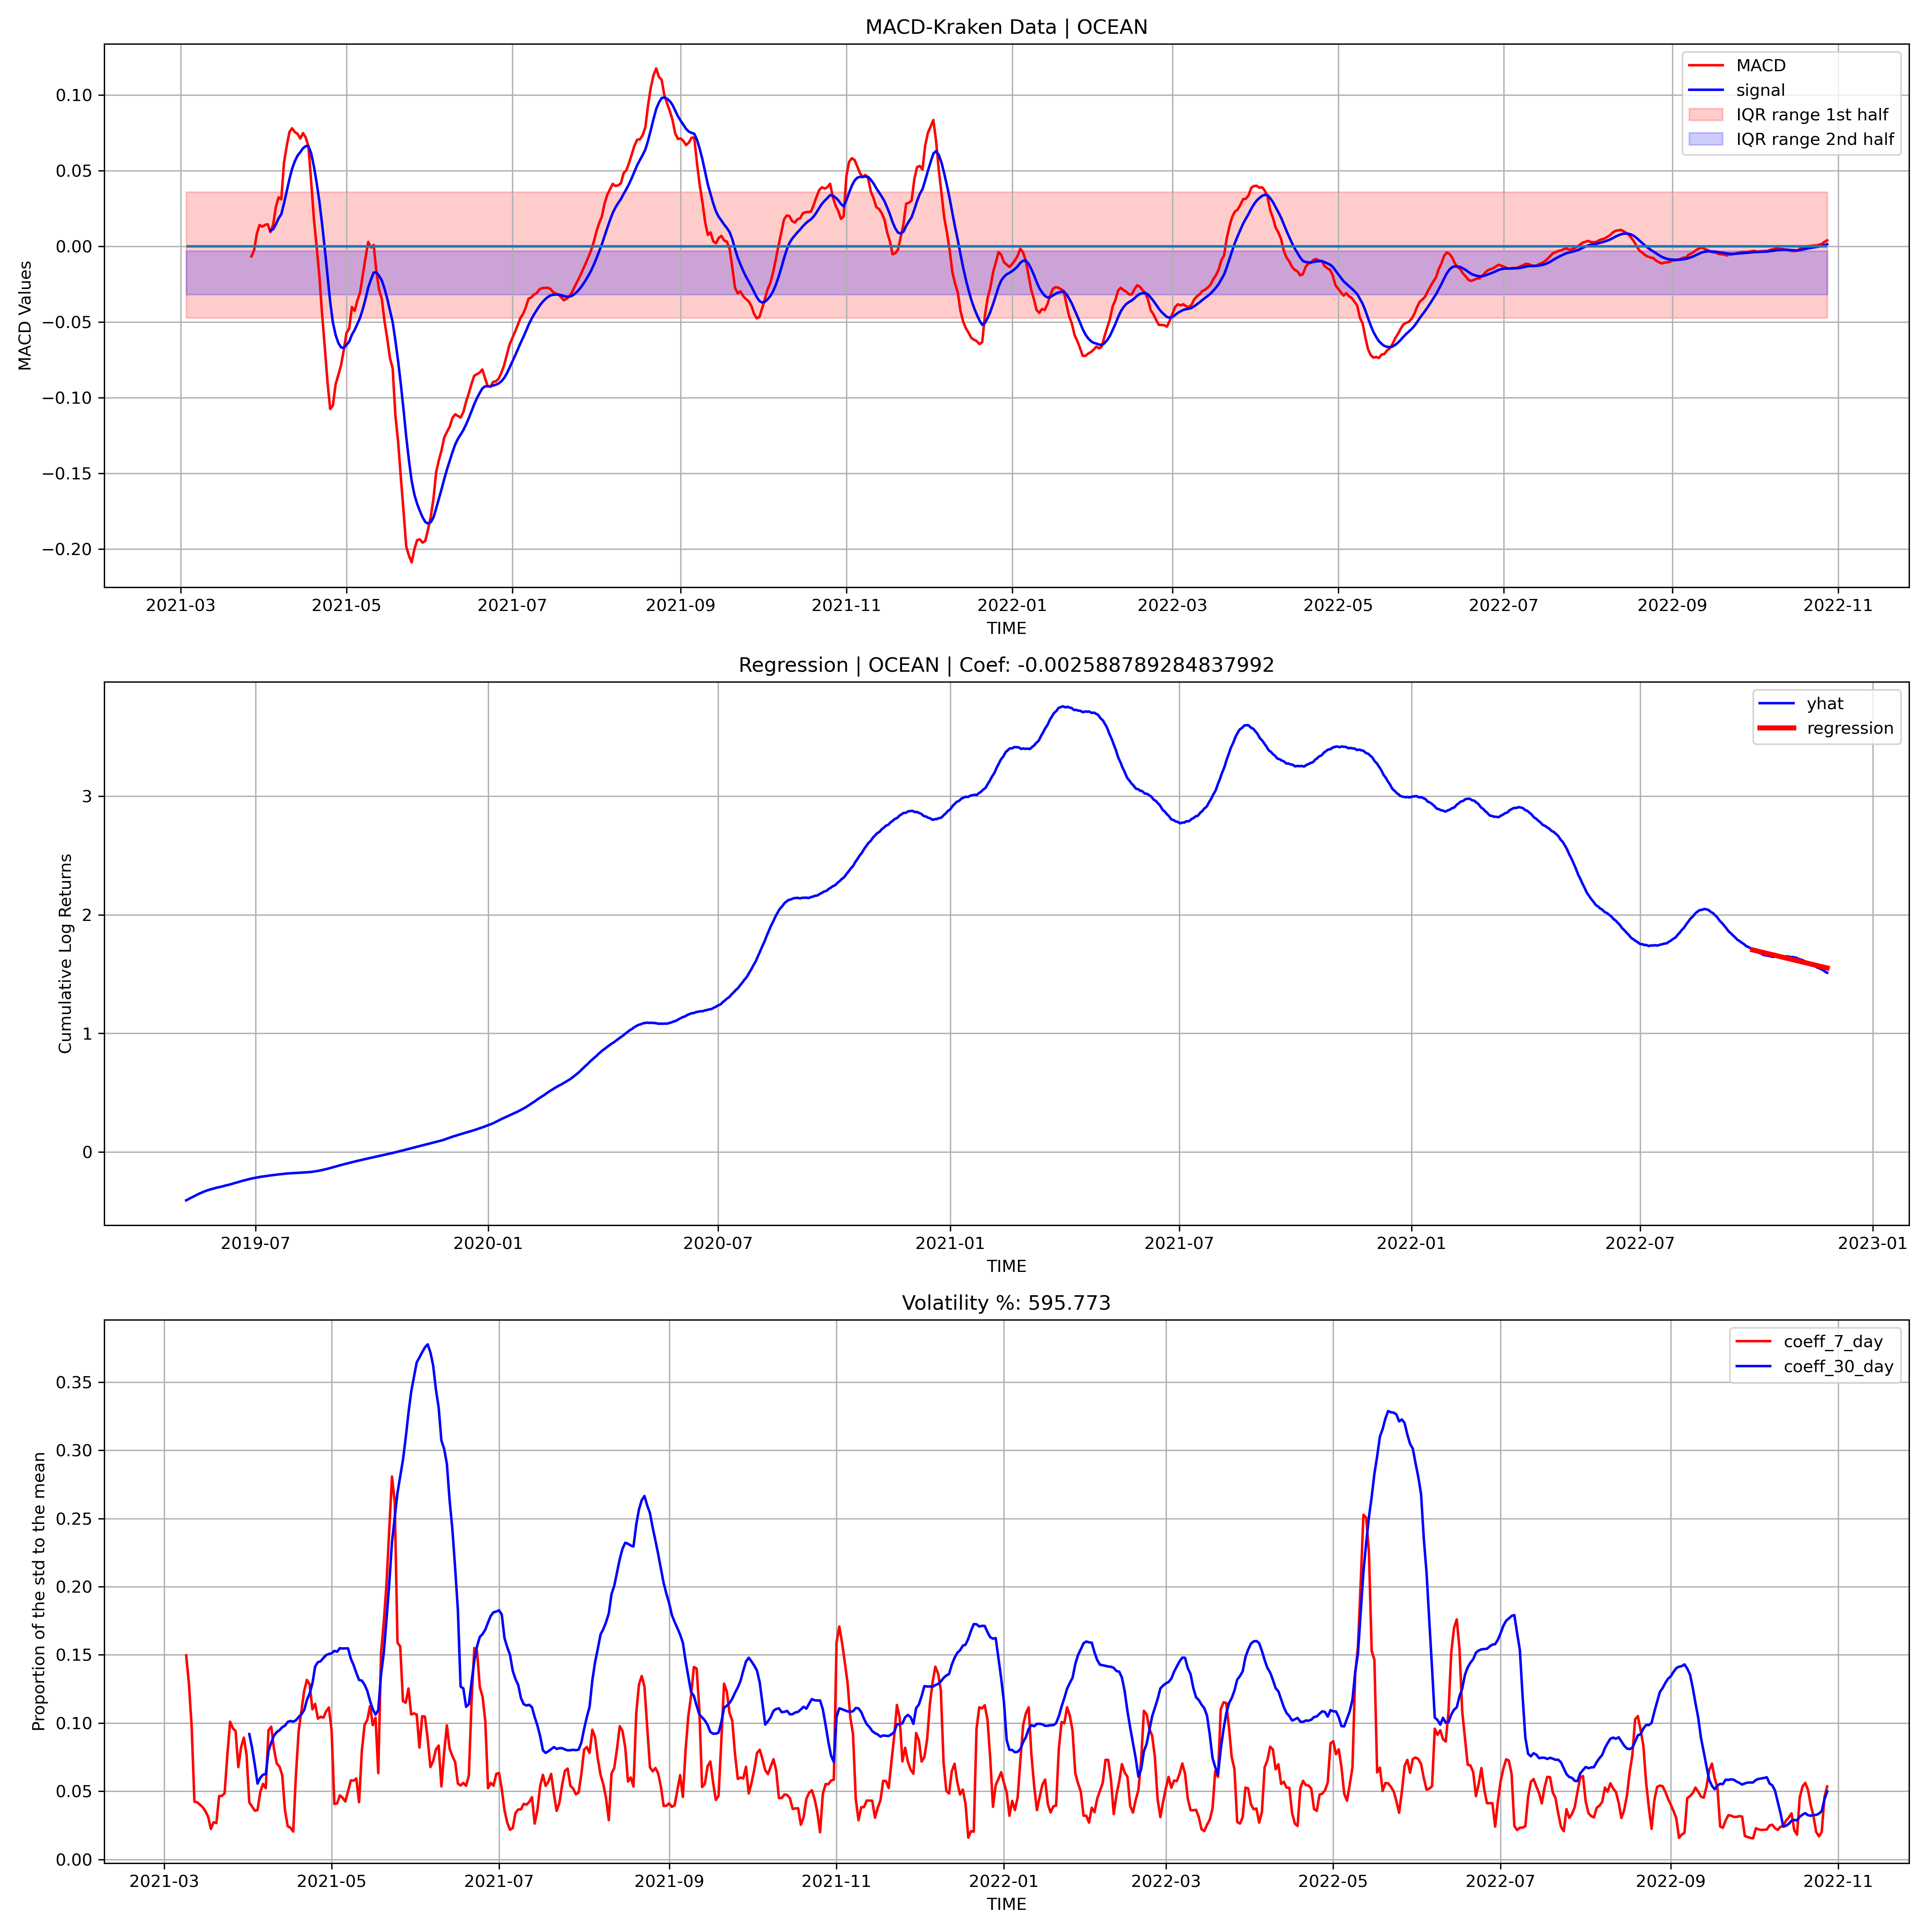 MACD-Kraken Data | OCEAN
MACD Values
0.10
0.05
0.00
−0.05
−0.10
−0.15
−0.20
MACD
signal
IQR range 1st half
IQR range 2nd half
2021-03 2021-05 2021-07 2021-09 2021-11 2022-01 2022-03 2022-05 2022-07 2022-09 2022-11
TIME
Regression | OCEAN | Coef: -0.002588789284837992
Cumulative Log Returns
3
2
1
0
yhat
regression
2019-07 2020-01 2020-07 2021-01 2021-07 2022-01 2022-07 2023-01
TIME
Volatility %: 595.773
Proportion of the std to the mean
0.35
0.30
0.25
0.20
0.15
0.10
0.05
0.00
coeff_7_day
coeff_30_day
2021-03 2021-05 2021-07 2021-09 2021-11 2022-01 2022-03 2022-05 2022-07 2022-09 2022-11
TIME